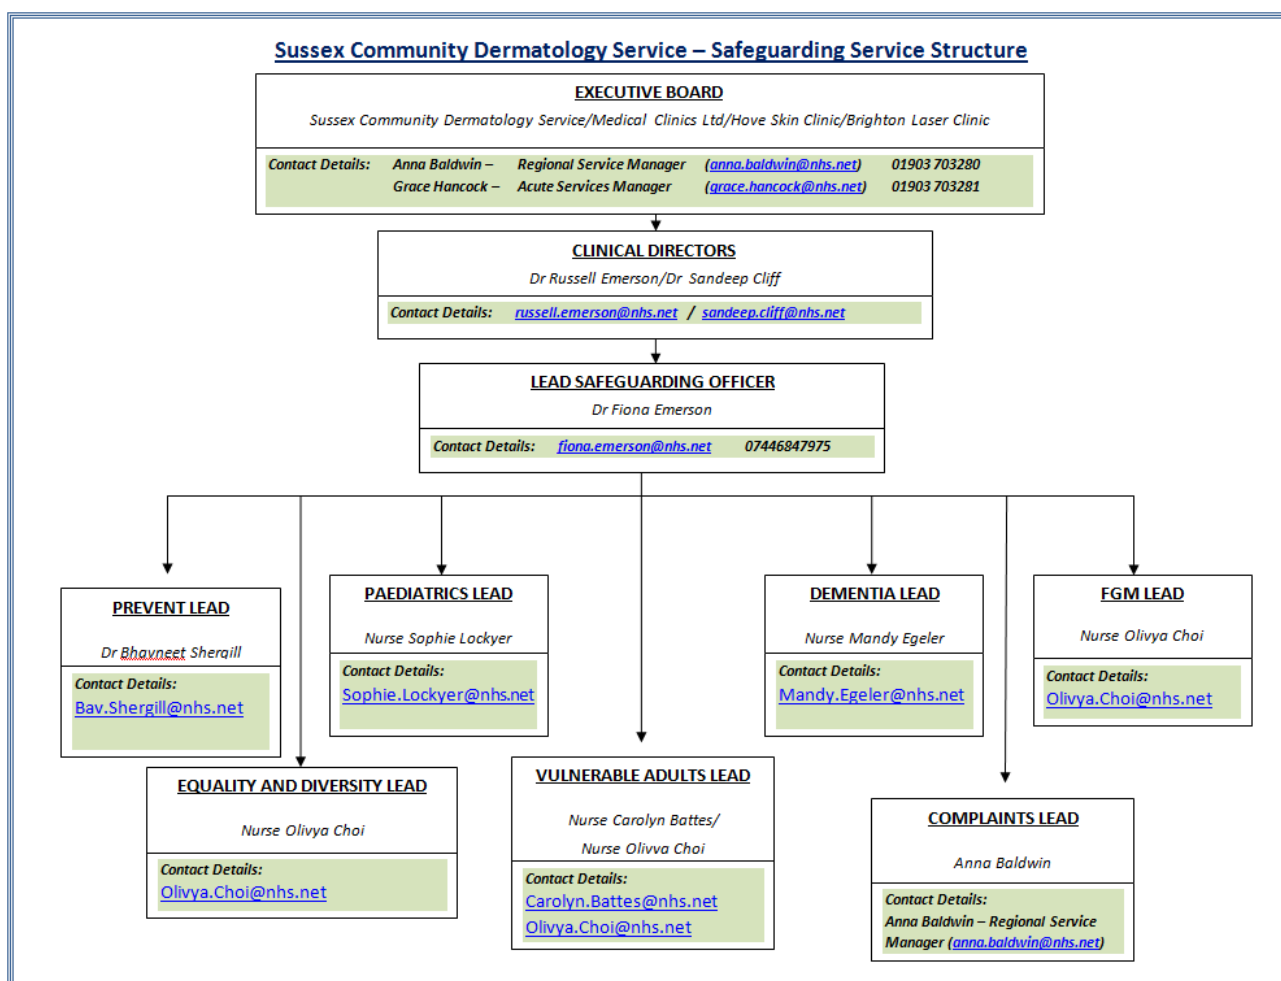 Sussex Community Dermatology Service – Safeguarding Service Structure
EXECUTIVE BOARD
Sussex Community Dermatology Service/Medical Clinics Ltd/Hove Skin Clinic/Brighton Laser Clinic
Contact Details: Anna Baldwin – Regional Service Manager (anna.baldwin@nhs.net) 01903 703280
Grace Hancock – Acute Services Manager (grace.hancock@nhs.net) 01903 703281
CLINICAL DIRECTORS
Dr Russell Emerson/Dr Sandeep Cliff
Contact Details: russell.emerson@nhs.net / sandeep.cliff@nhs.net
LEAD SAFEGUARDING OFFICER
Dr Fiona Emerson
Contact Details: fiona.emerson@nhs.net 07446847975
PREVENT LEAD
Dr Bhavneet Shergill
Contact Details:
Bav.Shergill@nhs.net
PAEDIATRICS LEAD
Nurse Sophie Lockyer
Contact Details:
Sophie.Lockyer@nhs.net
DEMENTIA LEAD
Nurse Mandy Egeler
Contact Details:
Mandy.Egeler@nhs.net
FGM LEAD
Nurse Olivya Choi
Contact Details:
Olivya.Choi@nhs.net
EQUALITY AND DIVERSITY LEAD
Nurse Olivya Choi
Contact Details:
Olivya.Choi@nhs.net
VULNERABLE ADULTS LEAD
Nurse Carolyn Battes/
Nurse Olivya Choi
Contact Details:
Carolyn.Battes@nhs.net
Olivya.Choi@nhs.net
COMPLAINTS LEAD
Anna Baldwin
Contact Details:
Anna Baldwin – Regional Service
Manager (anna.baldwin@nhs.net)